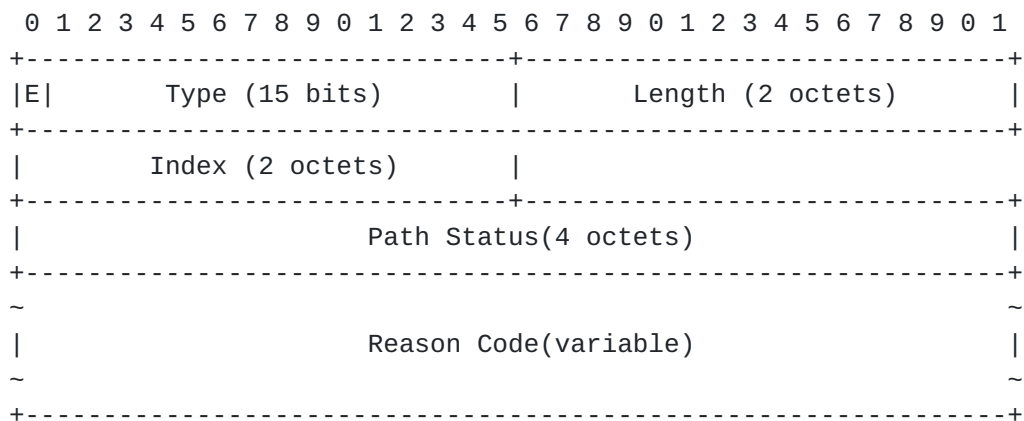 0 1 2 3 4 5 6 7 8 9 0 1 2 3 4 5 6 7 8 9 0 1 2 3 4 5 6 7 8 9 0 1
+-------------------------------+-------------------------------+
|E|       Type (15 bits)        |       Length (2 octets)       |
+---------------------------------------------------------------+
|        Index (2 octets)       |
+-------------------------------+-------------------------------+
|                      Path Status(4 octets)                    |
+---------------------------------------------------------------+
~                                                               ~
|                      Reason Code(variable)                    |
~                                                               ~
+---------------------------------------------------------------+